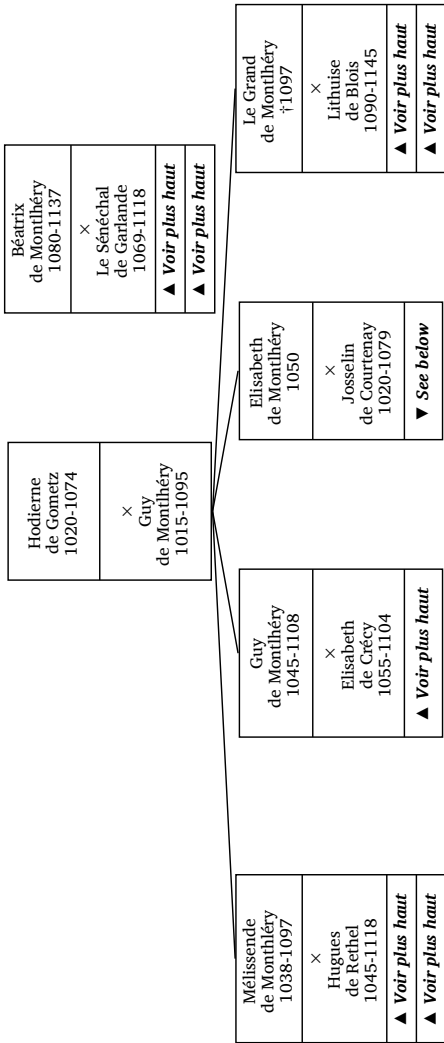 Hodierne
de Gometz
1020-1074
×
Guy
de Montlhéry
1015-1095
Béatrix
de Montlhéry
1080-1137
×
Le Sénéchal
de Garlande
1069-1118
▲ Voir plus haut
▲ Voir plus haut
Mélissende
de Monthléry
1038-1097
×
Hugues
de Rethel
1045-1118
▲ Voir plus haut
▲ Voir plus haut
Guy
de Montlhéry
1045-1108
×
Elisabeth
de Crécy
1055-1104
▲ Voir plus haut
Elisabeth
de Montlhéry
1050
×
Josselin
de Courtenay
1020-1079
▼ See below
Le Grand
de Montlhéry
†1097
×
Lithuise
de Blois
1090-1145
▲ Voir plus haut
▲ Voir plus haut